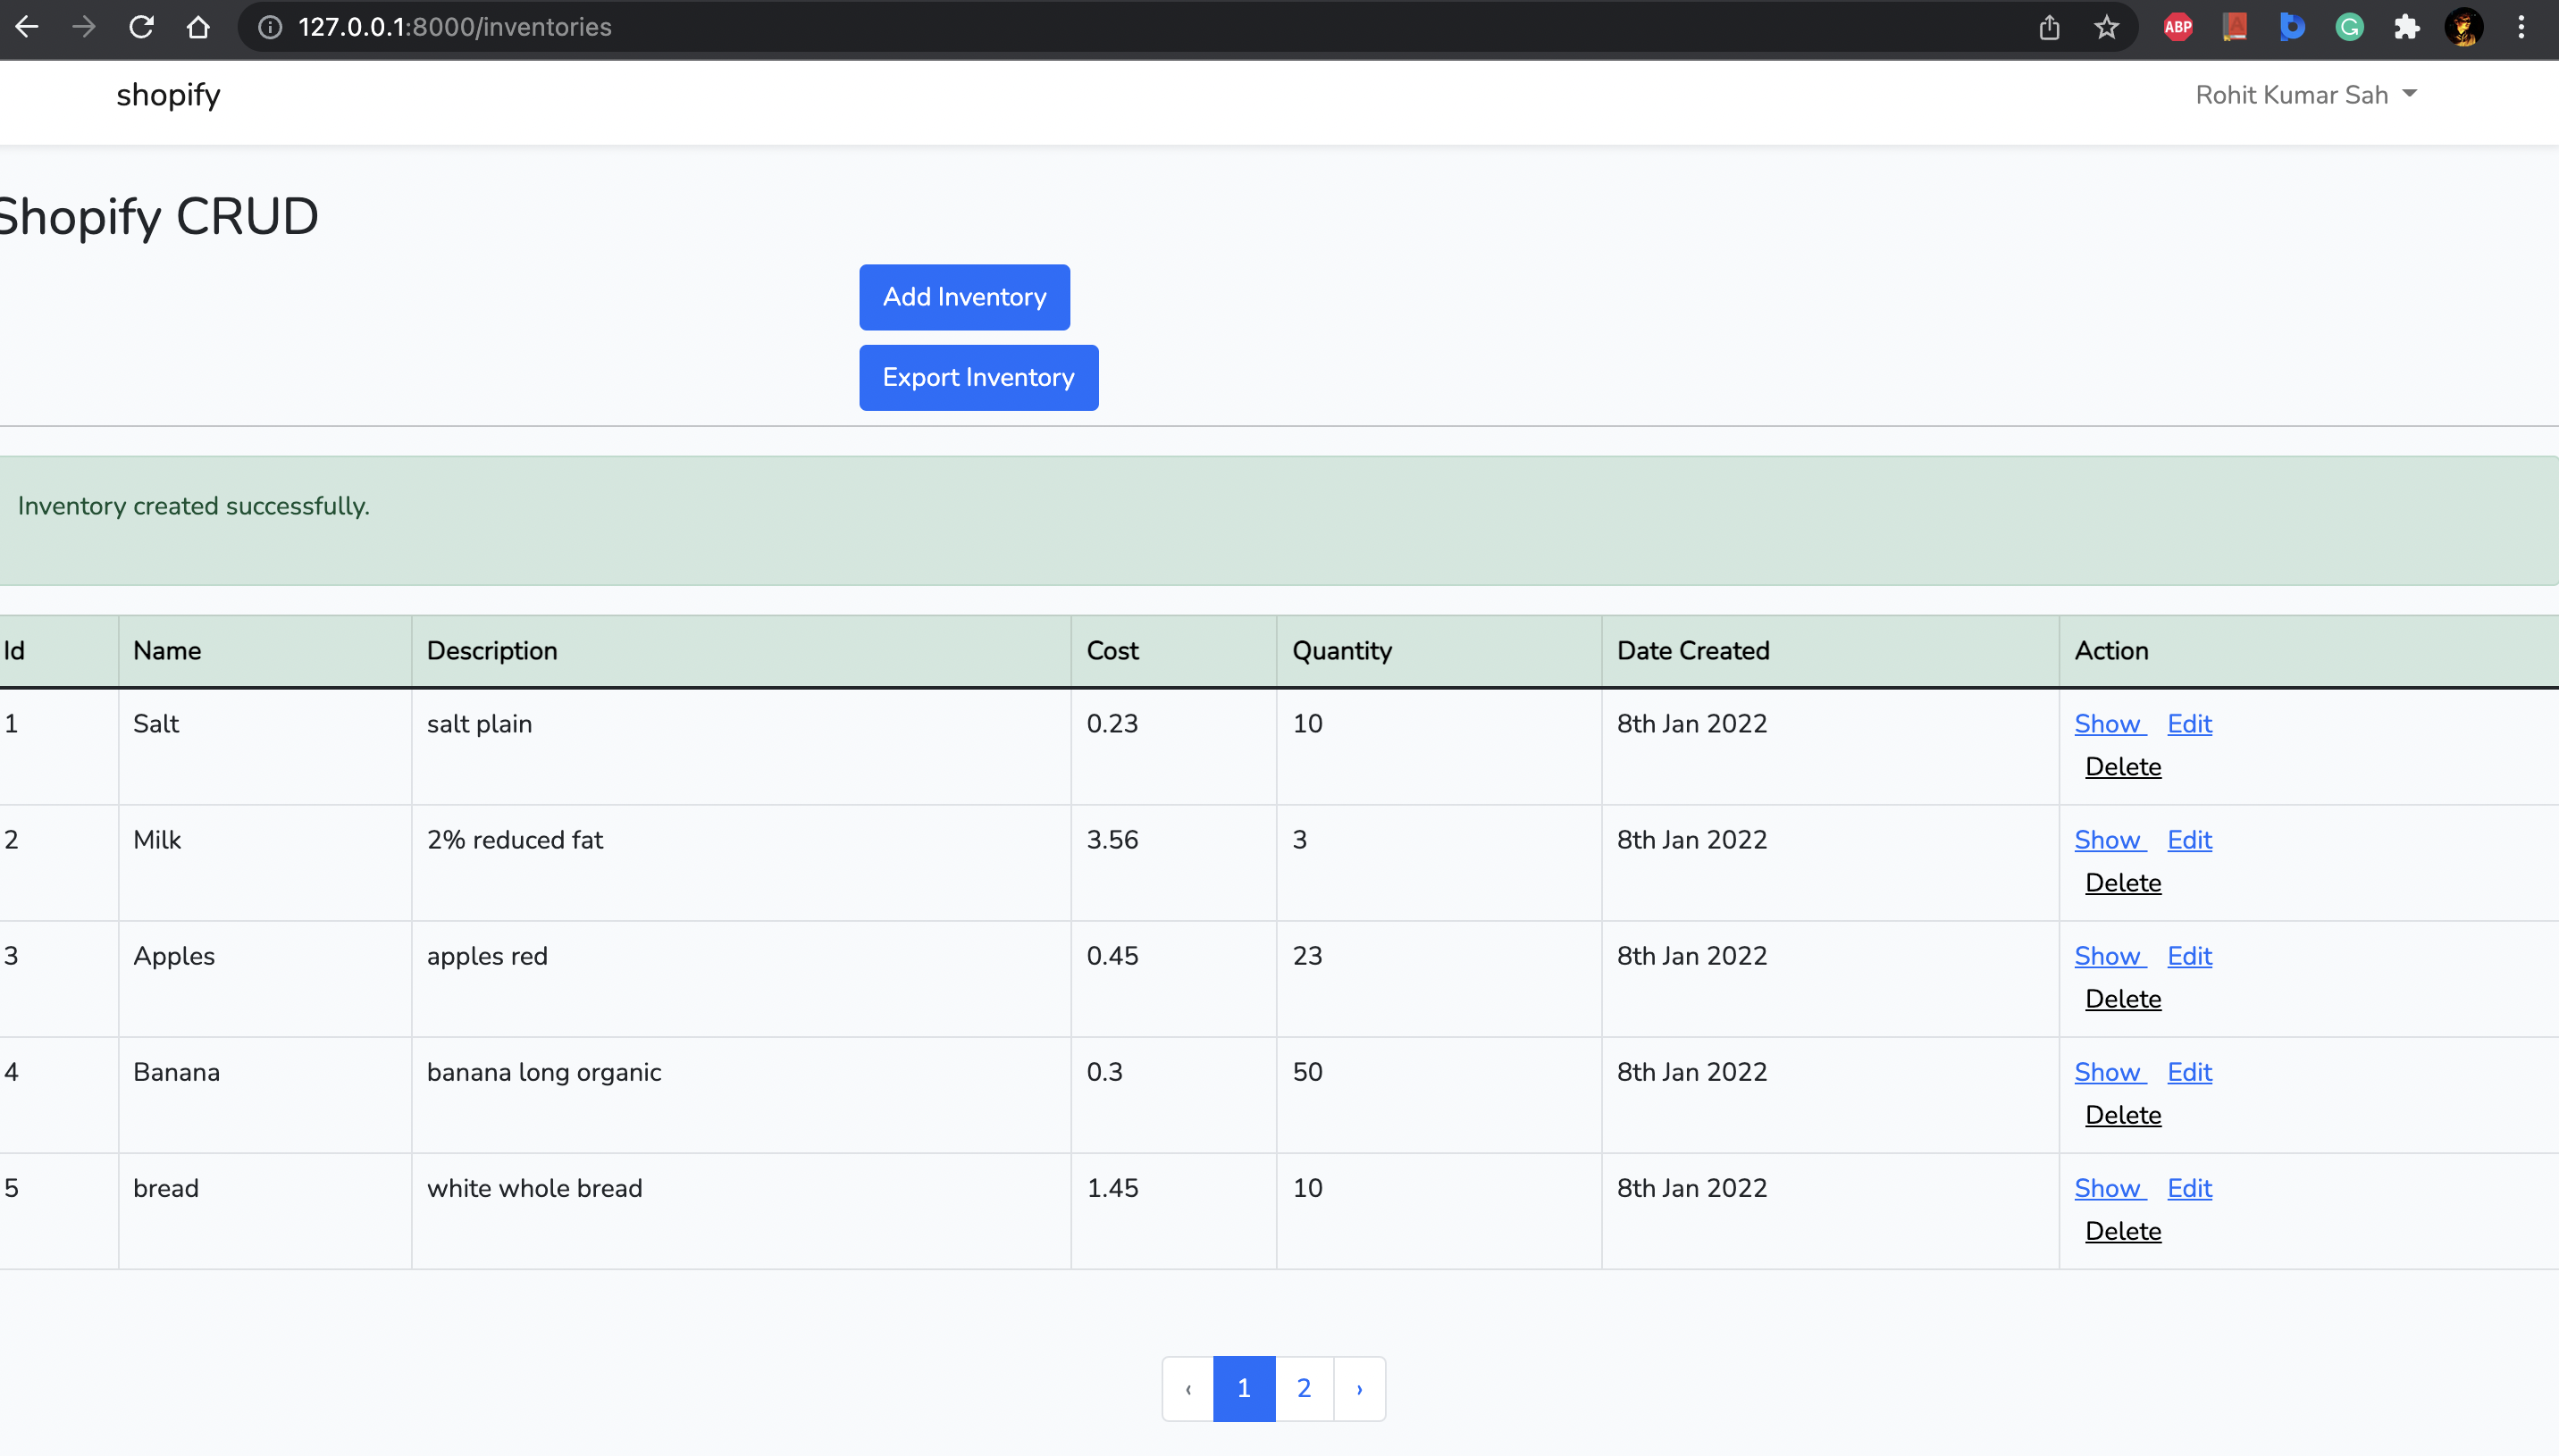 127.0.0.1:8000/inventories
ABP
shopify
Rohit Kumar Sah
Shopify CRUD
Add Inventory
Export Inventory
Inventory created successfully.
Id Name Description Cost Quantity Date Created Action
1 Salt salt plain 0.23 10 8th Jan 2022 Show Edit
Delete
2 Milk 2% reduced fat 3.56 3 8th Jan 2022 Show Edit
Delete
3 Apples apples red 0.45 23 8th Jan 2022 Show Edit
Delete
4 Banana banana long organic 0.3 50 8th Jan 2022 Show Edit
Delete
5 bread white whole bread 1.45 10 8th Jan 2022 Show Edit
Delete
‹ 1 2 ›